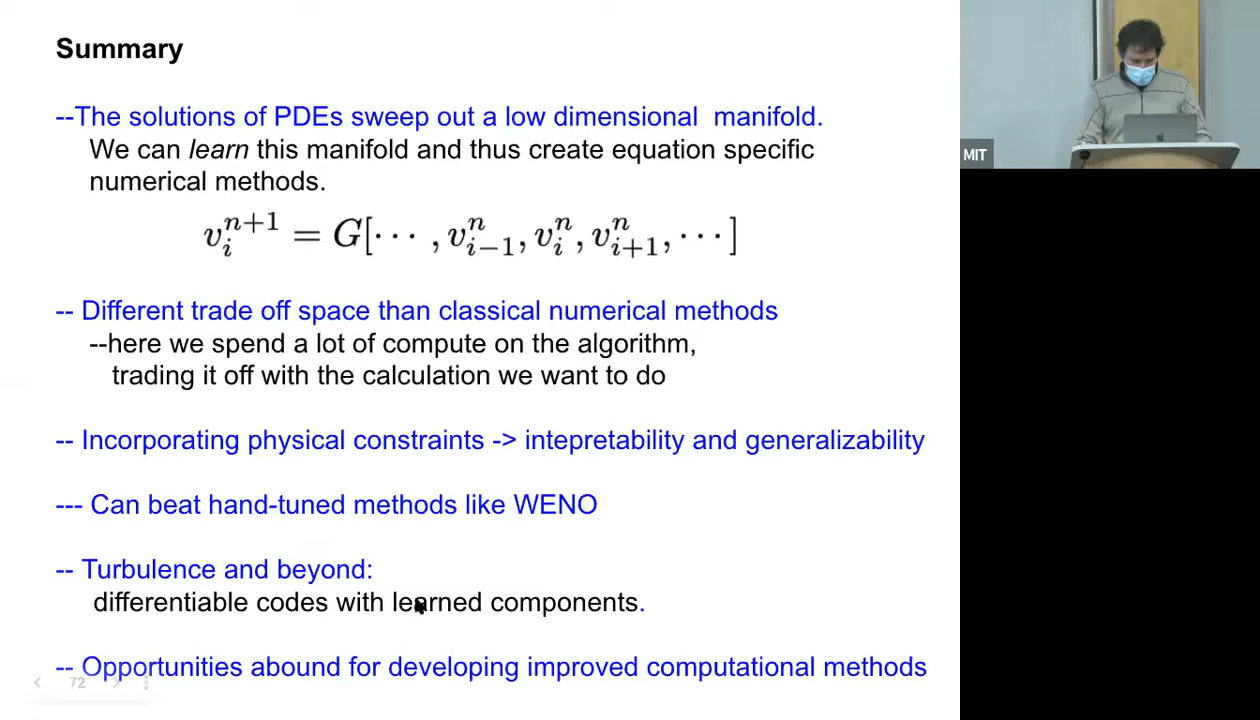 Summary
--The solutions of PDEs sweep out a low dimensional manifold.
We can learn this manifold and thus create equation specific
numerical methods.
v_i^{n+1} = G[⋯ , v_{i−1}^n, v_i^n, v_{i+1}^n, ⋯ ]
-- Different trade off space than classical numerical methods
--here we spend a lot of compute on the algorithm,
trading it off with the calculation we want to do
-- Incorporating physical constraints -> intepretability and generalizability
--- Can beat hand-tuned methods like WENO
-- Turbulence and beyond:
differentiable codes with learned components.
-- Opportunities abound for developing improved computational methods
72
MIT